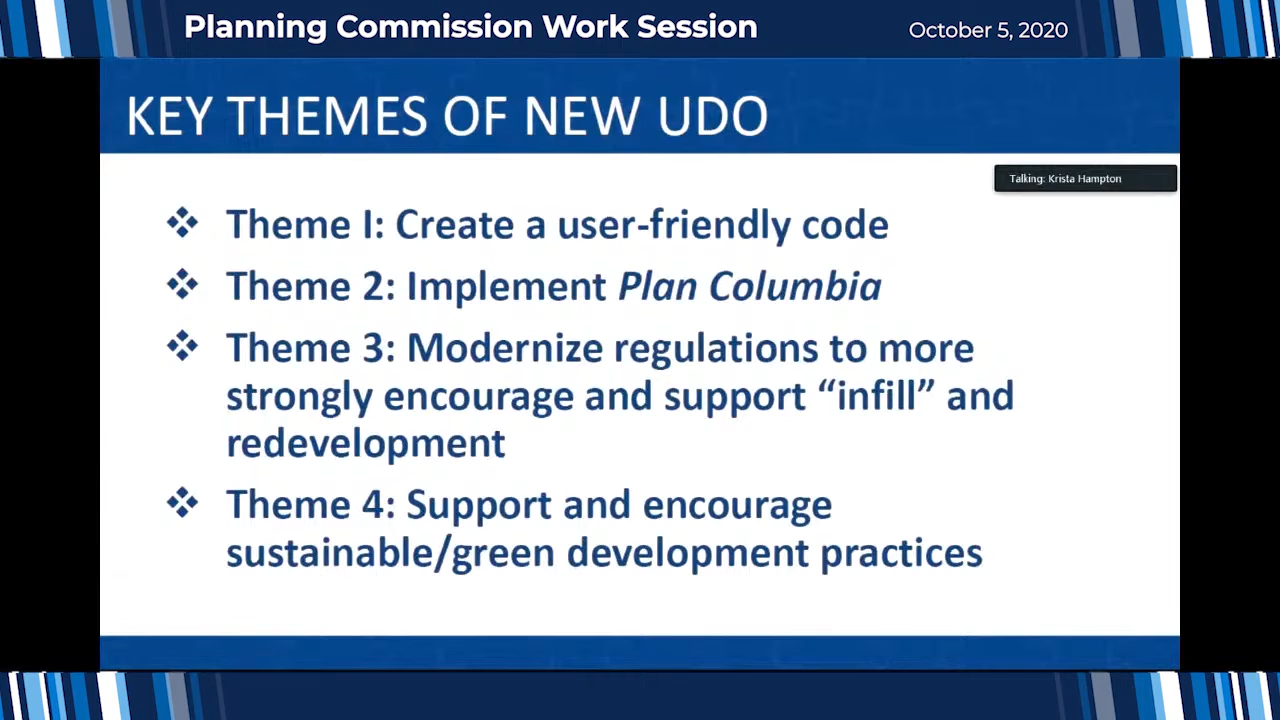 Planning Commission Work Session
October 5, 2020
KEY THEMES OF NEW UDO
Talking: Krista Hampton
Theme I: Create a user-friendly code
Theme 2: Implement Plan Columbia
Theme 3: Modernize regulations to more
strongly encourage and support “infill” and
redevelopment
Theme 4: Support and encourage
sustainable/green development practices